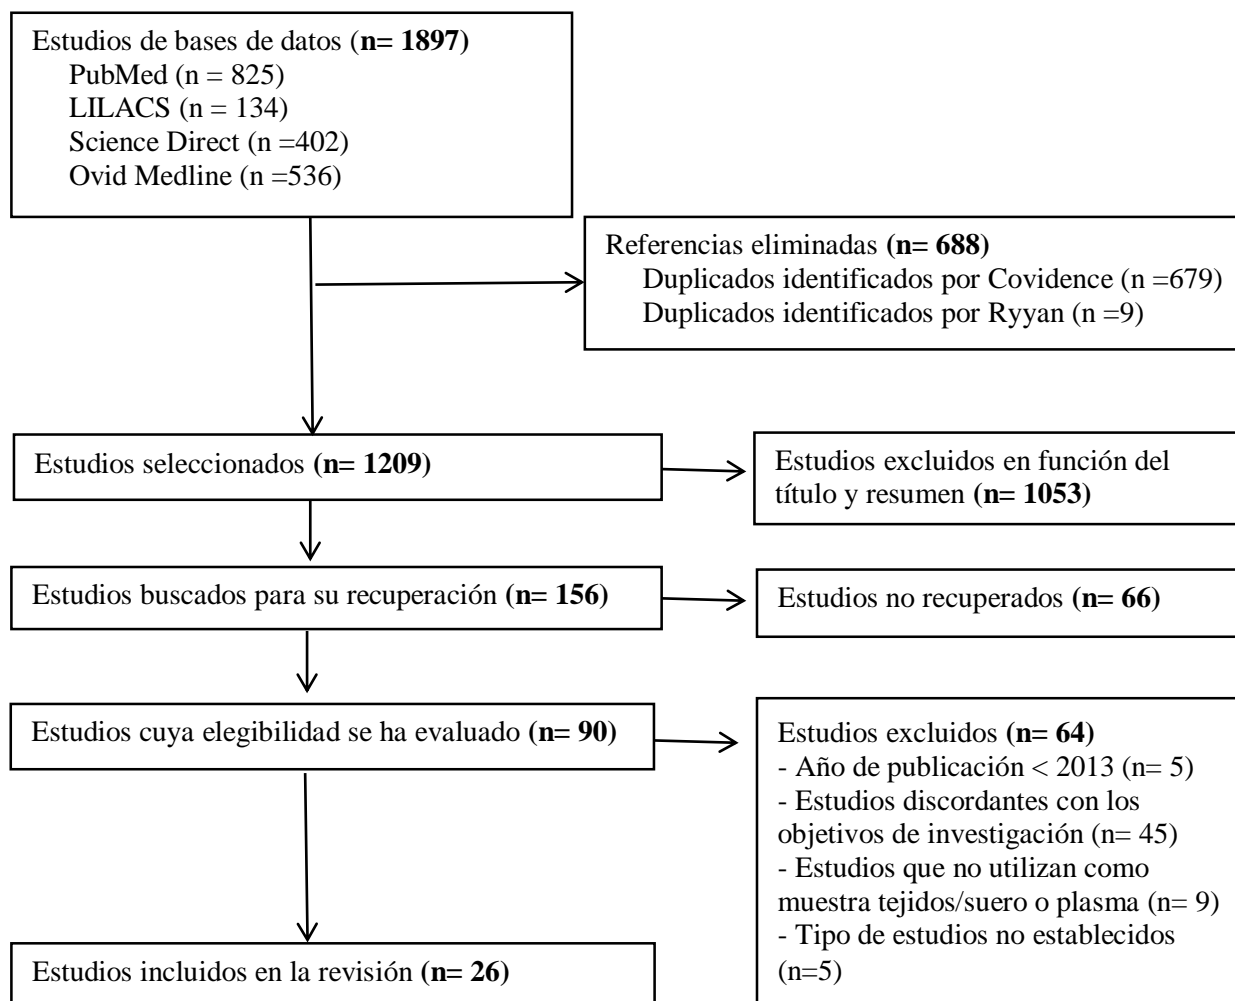 Estudios de bases de datos (n= 1897)
PubMed (n = 825)
LILACS (n = 134)
Science Direct (n =402)
Ovid Medline (n =536)
Referencias eliminadas (n= 688)
Duplicados identificados por Covidence (n =679)
Duplicados identificados por Ryyan (n =9)
Estudios seleccionados (n= 1209)
Estudios excluidos en función del
título y resumen (n= 1053)
Estudios buscados para su recuperación (n= 156)
Estudios no recuperados (n= 66)
Estudios cuya elegibilidad se ha evaluado (n= 90)
Estudios excluidos (n= 64)
- Año de publicación < 2013 (n= 5)
- Estudios discordantes con los
objetivos de investigación (n= 45)
- Estudios que no utilizan como
muestra tejidos/suero o plasma (n= 9)
- Tipo de estudios no establecidos
(n=5)
Estudios incluidos en la revisión (n= 26)